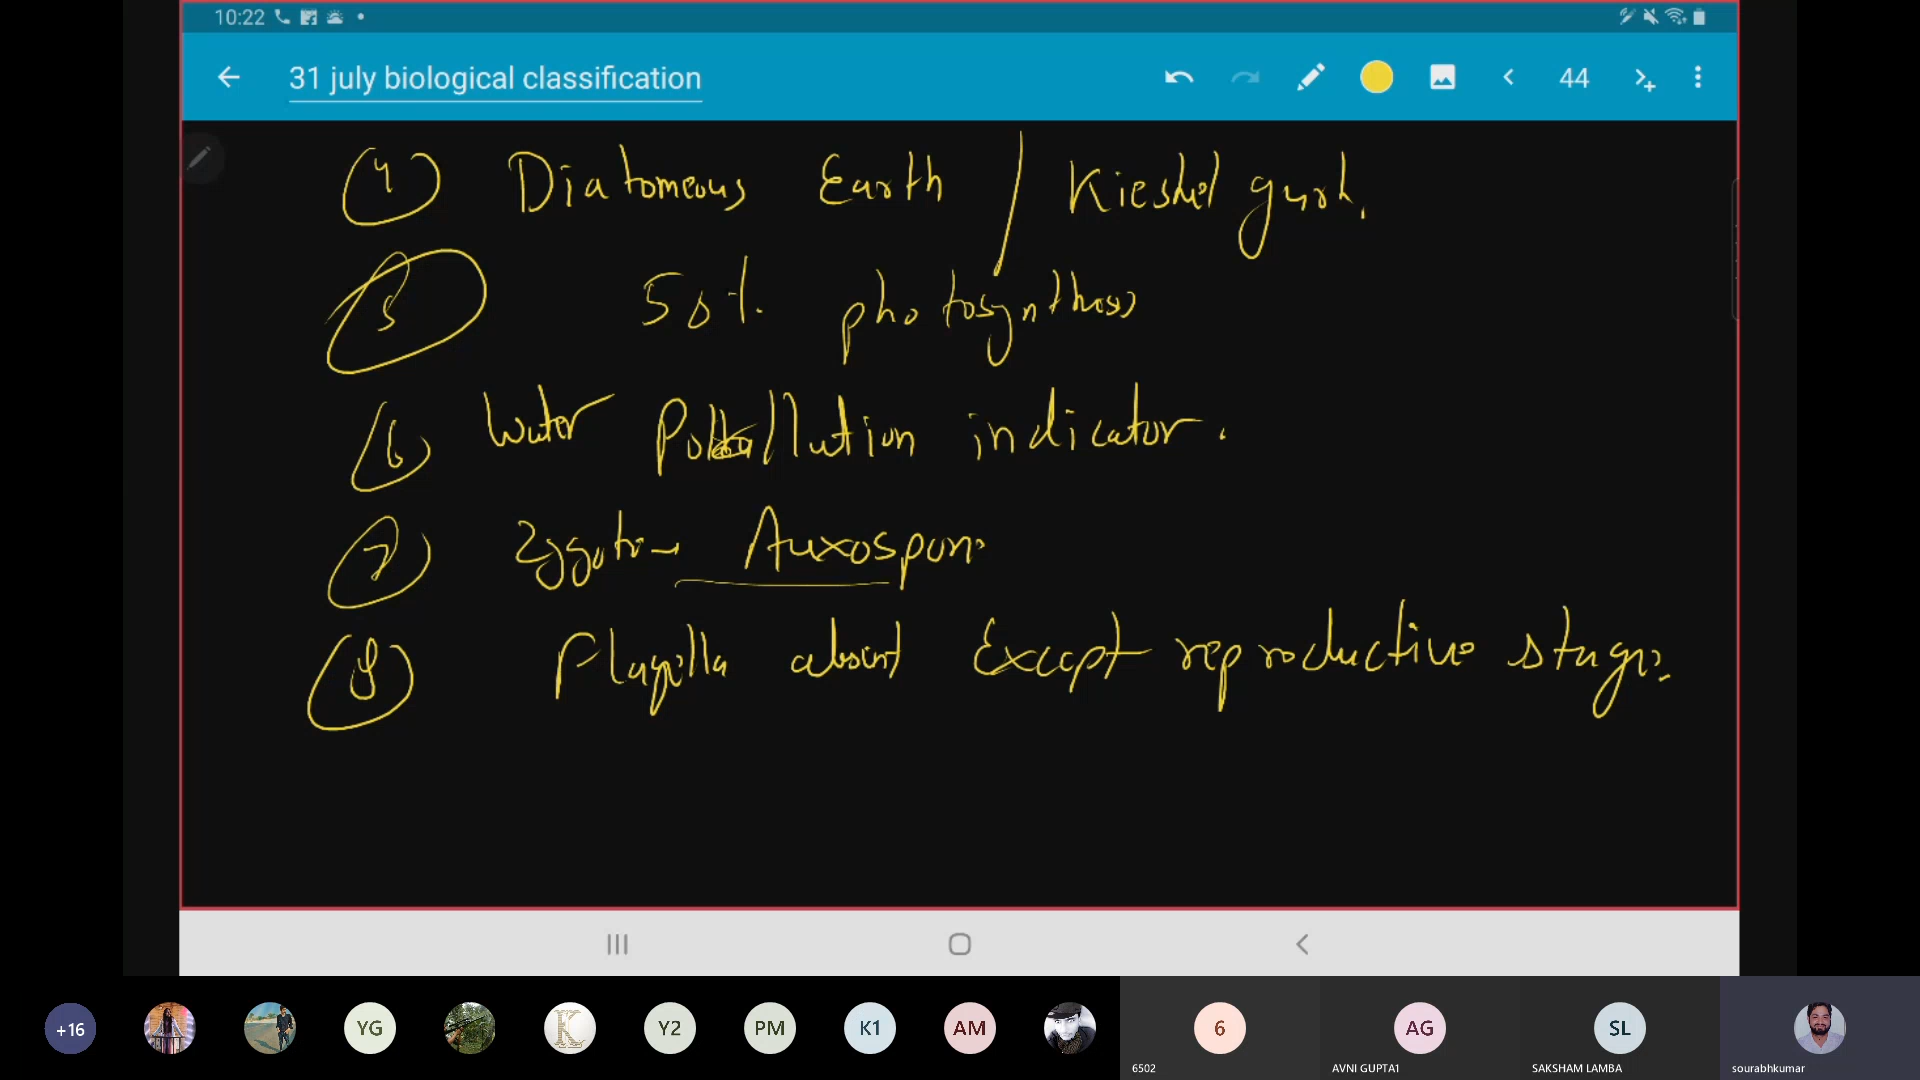 10:22
31 july biological classification
44
(4) Diatomeous Earth / Kieshel gurh.
(5) 50% photosynthesis
(6) Water Pollution indicator.
(7) Zygote → Auxospore
(8) Flagella absent Except reproductive stage.
+16
YG
K
Y2
PM
K1
AM
6
AG
SL
6502
AVNI GUPTA1
SAKSHAM LAMBA
sourabhkumar